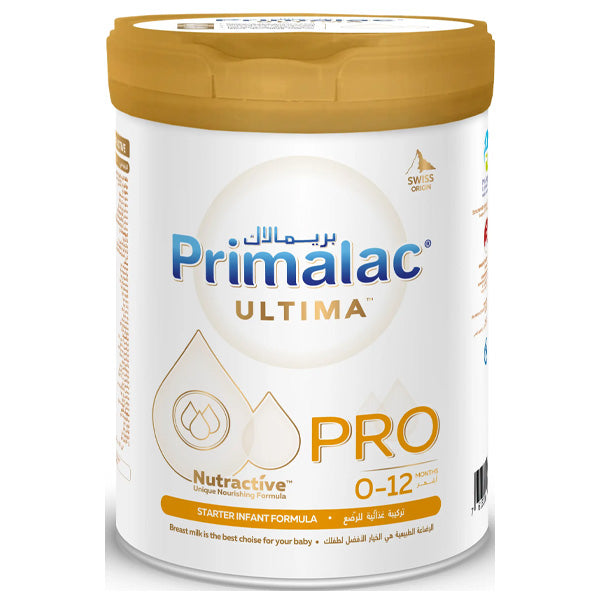 SWISS
ORIGIN
بريمالاك
Primalac®
ULTIMA™
PRO
0-12 MONTHS أشهر
Nutractive™
Unique Nourishing Formula
STARTER INFANT FORMULA • تركيبة غذائية للرضع
Breast milk is the best choise for your baby • الرضاعة الطبيعية هي الخيار الأفضل لطفلك